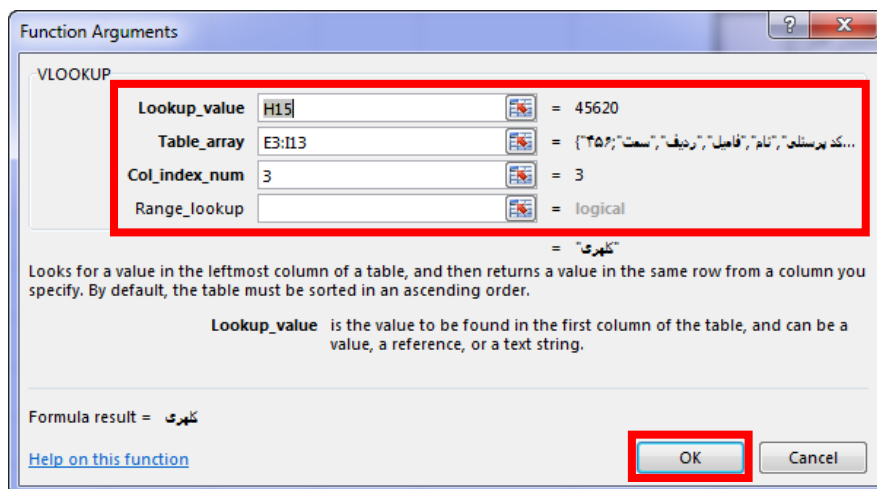 Function Arguments
VLOOKUP
Lookup_value H15 = 45620
Table_array E3:I13 = {"کد پرسنلی","نام","فامیل","ردیف","سمت";"۴۵۶...
Col_index_num 3 = 3
Range_lookup = logical
= "کلهری"
Looks for a value in the leftmost column of a table, and then returns a value in the same row from a column you
specify. By default, the table must be sorted in an ascending order.
Lookup_value is the value to be found in the first column of the table, and can be a
value, a reference, or a text string.
Formula result = کلهری
Help on this function
OK
Cancel